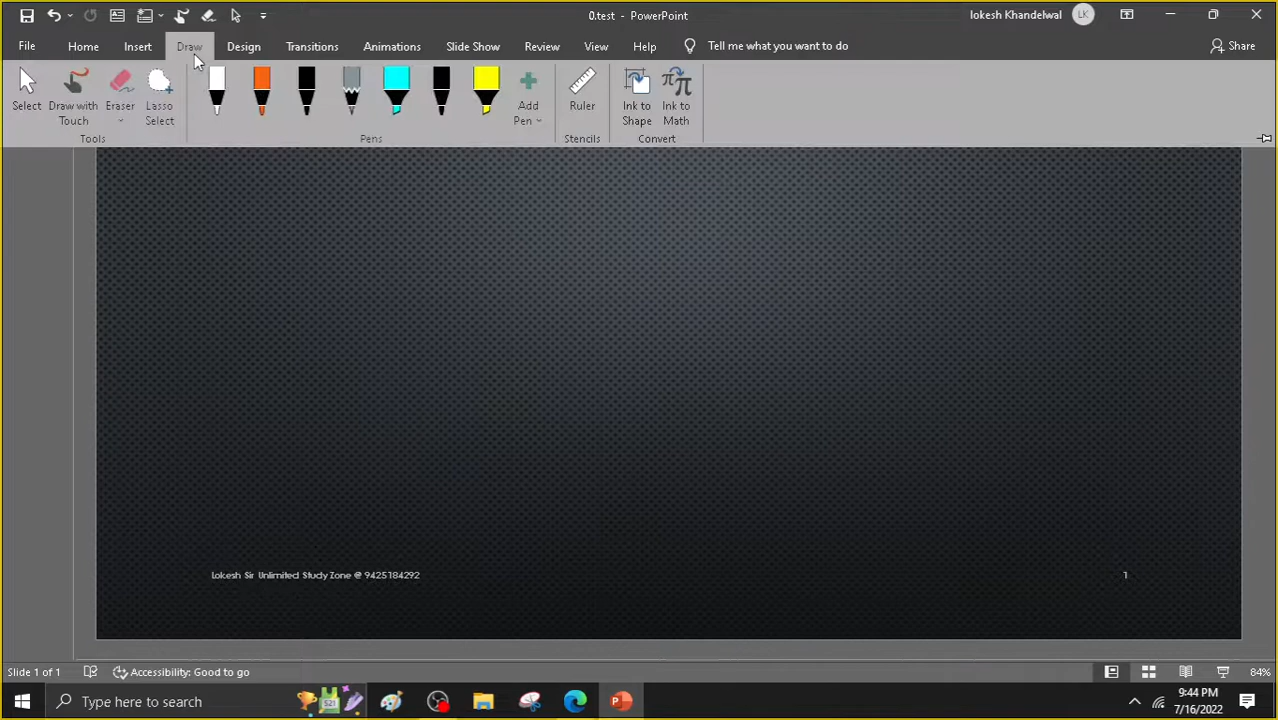 0.test - PowerPoint
lokesh Khandelwal
LK
File
Home
Insert
Draw
Design
Transitions
Animations
Slide Show
Review
View
Help
Tell me what you want to do
Share
Select
Draw with
Touch
Eraser
Lasso
Select
Add
Pen
Ruler
Ink to
Shape
Ink to
Math
Tools
Pens
Stencils
Convert
Lokesh Sir Unlimited Study Zone @ 9425184292
1
Slide 1 of 1
Accessibility: Good to go
84%
Type here to search
9:44 PM
7/16/2022